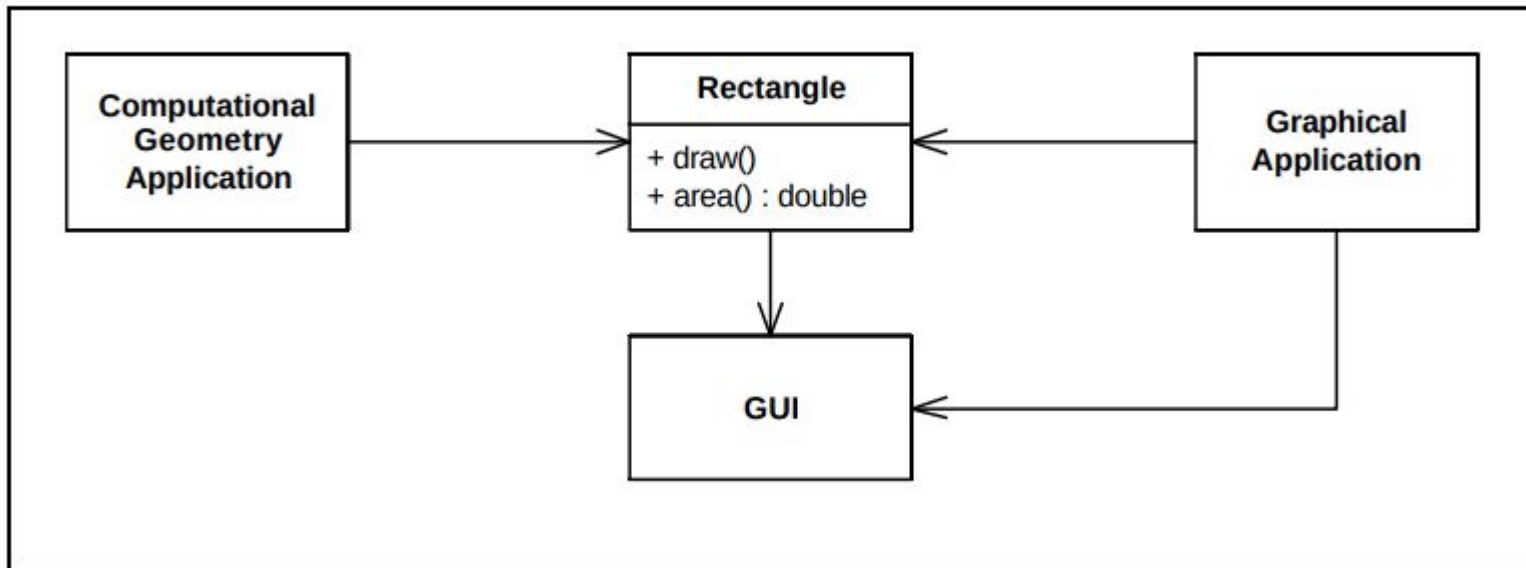 Computational
Geometry
Application
Rectangle
+ draw()
+ area() : double
Graphical
Application
GUI